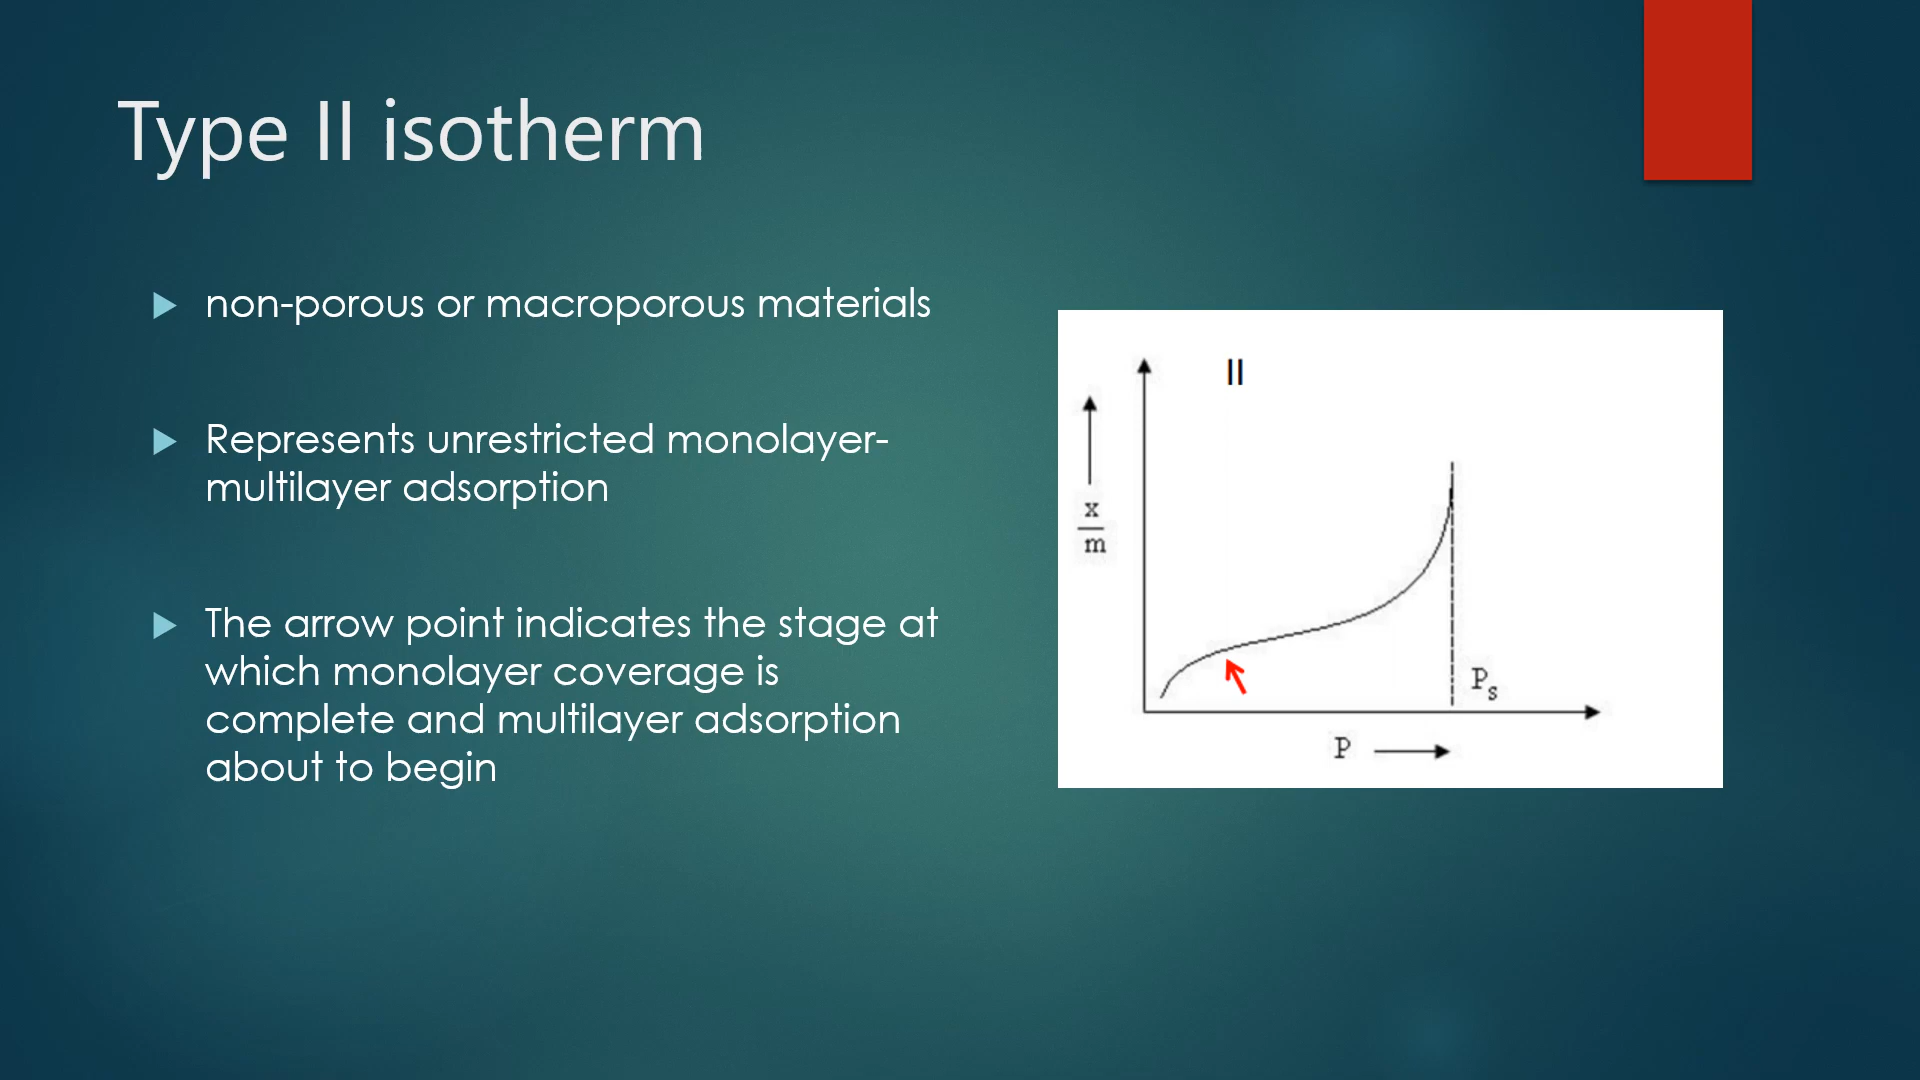 Type II isotherm
non-porous or macroporous materials
Represents unrestricted monolayer-
multilayer adsorption
The arrow point indicates the stage at
which monolayer coverage is
complete and multilayer adsorption
about to begin
II
x
m
Ps
P